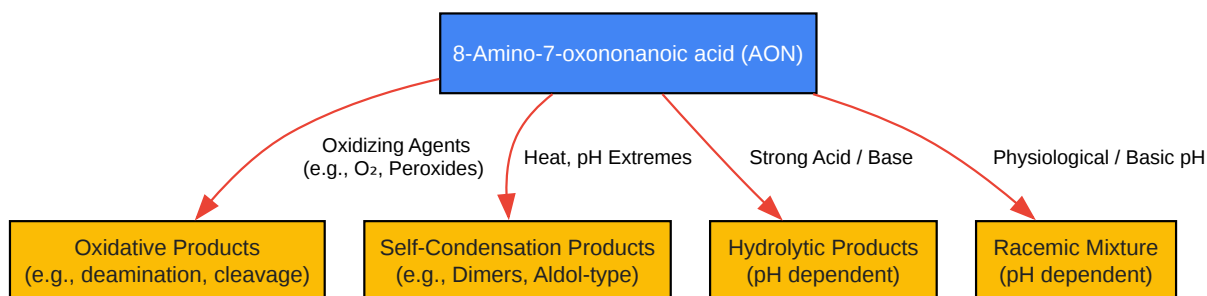 8-Amino-7-oxononanoic acid (AON)
Oxidizing Agents
(e.g., O₂, Peroxides)
Heat, pH Extremes
Strong Acid / Base
Physiological / Basic pH
Oxidative Products
(e.g., deamination, cleavage)
Self-Condensation Products
(e.g., Dimers, Aldol-type)
Hydrolytic Products
(pH dependent)
Racemic Mixture
(pH dependent)